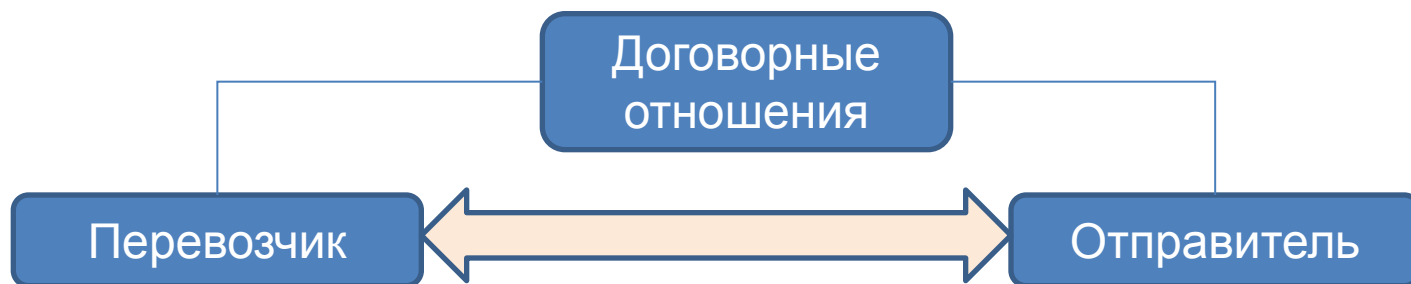 Договорные
отношения
Перевозчик
Отправитель